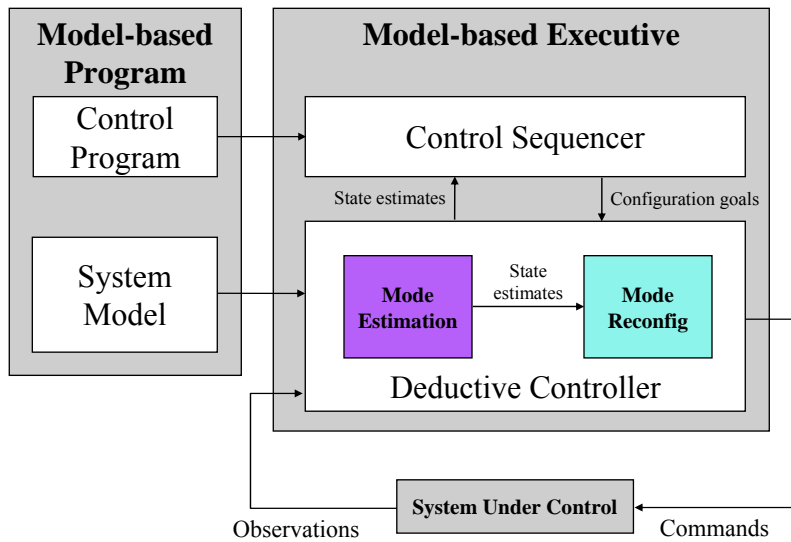 Model-based
Program
Control
Program
System
Model
Model-based Executive
Control Sequencer
State estimates
Configuration goals
Mode
Estimation
State
estimates
Mode
Reconfig
Deductive Controller
System Under Control
Observations
Commands